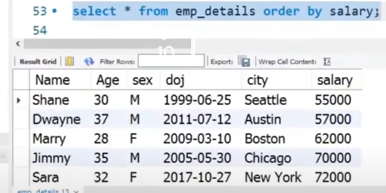 53 select * from emp_details order by salary;
54
Result Grid Filter Rows: Export: Wrap Cell Content:
Name Age sex doj city salary
Shane 30 M 1999-06-25 Seattle 55000
Dwayne 37 M 2011-07-12 Austin 57000
Marry 28 F 2009-03-10 Boston 62000
Jimmy 35 M 2005-05-30 Chicago 70000
Sara 32 F 2017-10-27 New York 72000